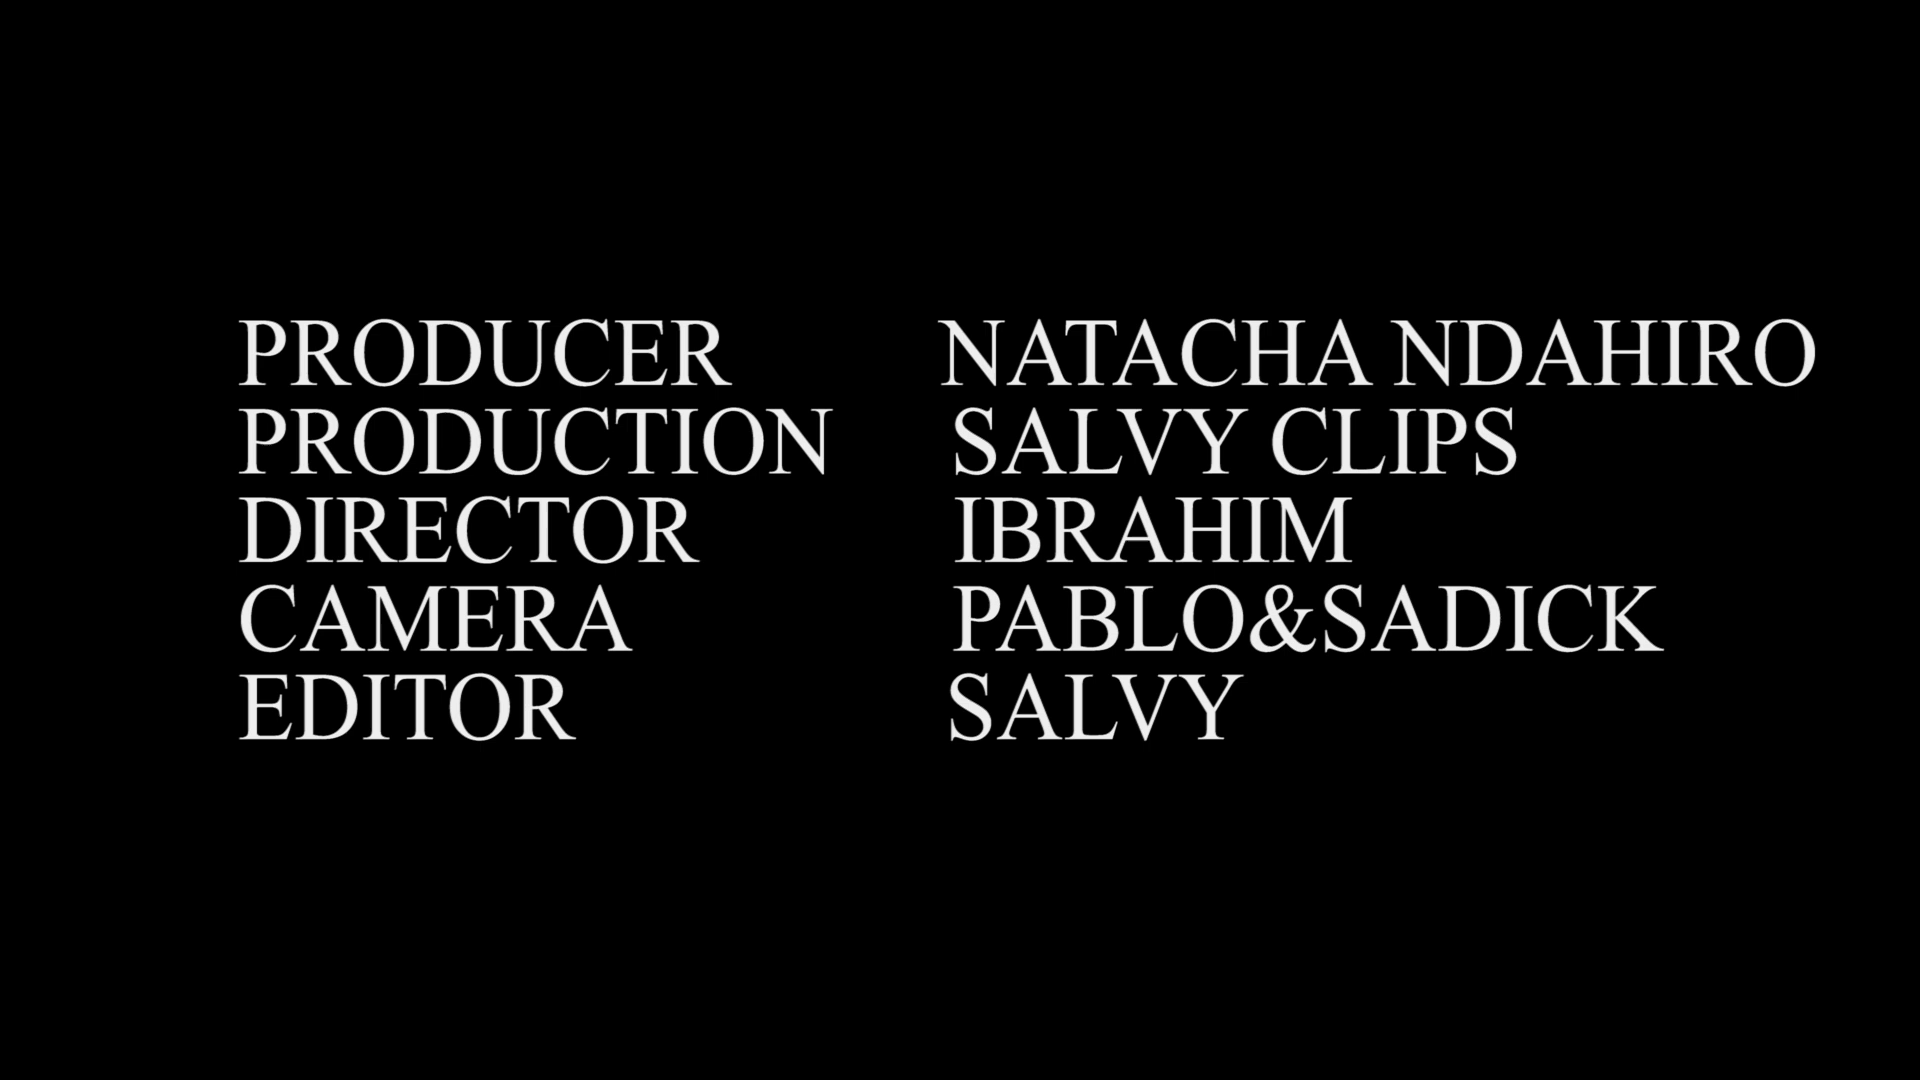 PRODUCER NATACHA NDAHIRO
PRODUCTION SALVY CLIPS
DIRECTOR IBRAHIM
CAMERA PABLO&SADICK
EDITOR SALVY